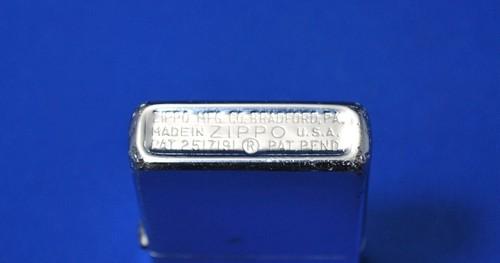 ZIPPO MFG. CO. BRADFORD, PA.
MADE IN ZIPPO U.S.A.
PAT. 2517191 ® PAT. PEND.